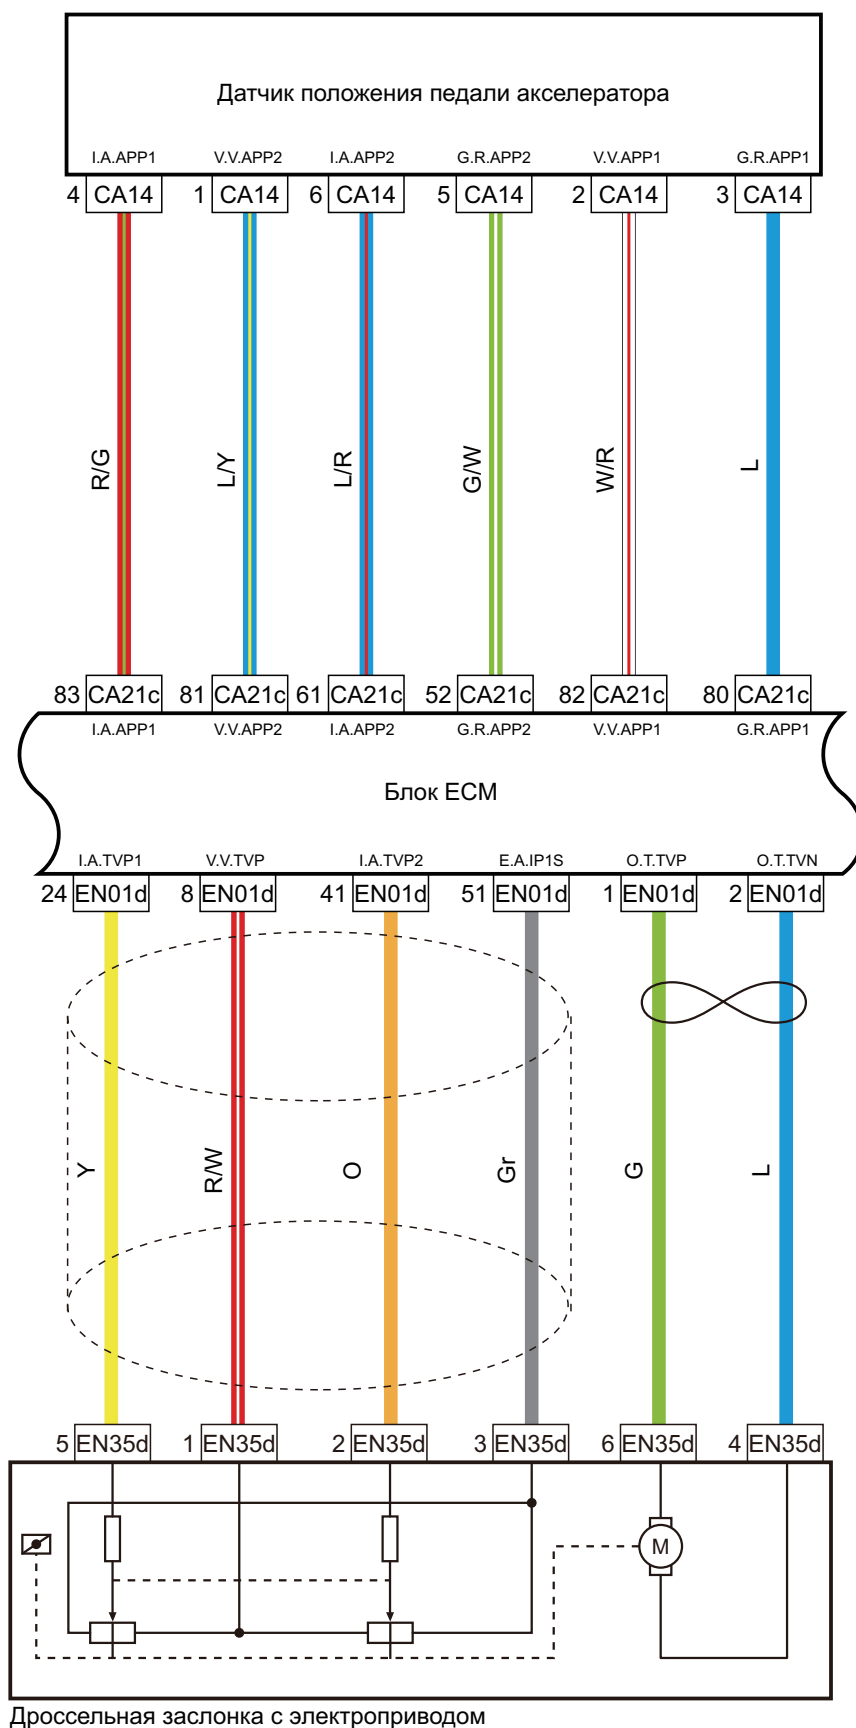 Датчик положения педали акселератора
I.A.APP1 V.V.APP2 I.A.APP2 G.R.APP2 V.V.APP1 G.R.APP1
4 CA14 1 CA14 6 CA14 5 CA14 2 CA14 3 CA14
R/G L/Y L/R G/W W/R L
83 CA21c 81 CA21c 61 CA21c 52 CA21c 82 CA21c 80 CA21c
I.A.APP1 V.V.APP2 I.A.APP2 G.R.APP2 V.V.APP1 G.R.APP1
Блок ECM
I.A.TVP1 V.V.TVP I.A.TVP2 E.A.IP1S O.T.TVP O.T.TVN
24 EN01d 8 EN01d 41 EN01d 51 EN01d 1 EN01d 2 EN01d
Y R/W O Gr G L
5 EN35d 1 EN35d 2 EN35d 3 EN35d 6 EN35d 4 EN35d
M
Дроссельная заслонка с электроприводом